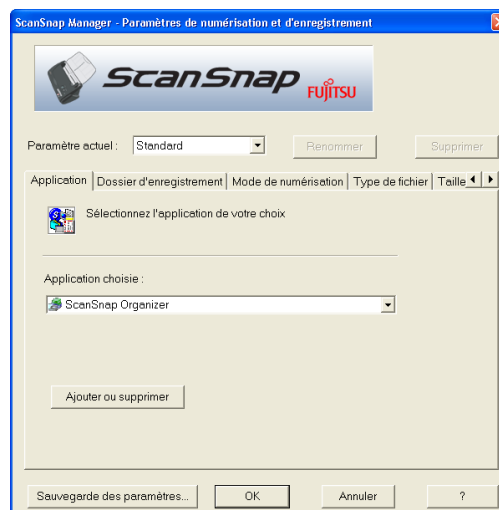 ScanSnap Manager - Paramètres de numérisation et d'enregistrement
ScanSnap FUJITSU
Paramètre actuel : Standard Renommer Supprimer
Application Dossier d'enregistrement Mode de numérisation Type de fichier Taille
Sélectionnez l'application de votre choix
Application choisie :
ScanSnap Organizer
Ajouter ou supprimer
Sauvegarde des paramètres... OK Annuler ?